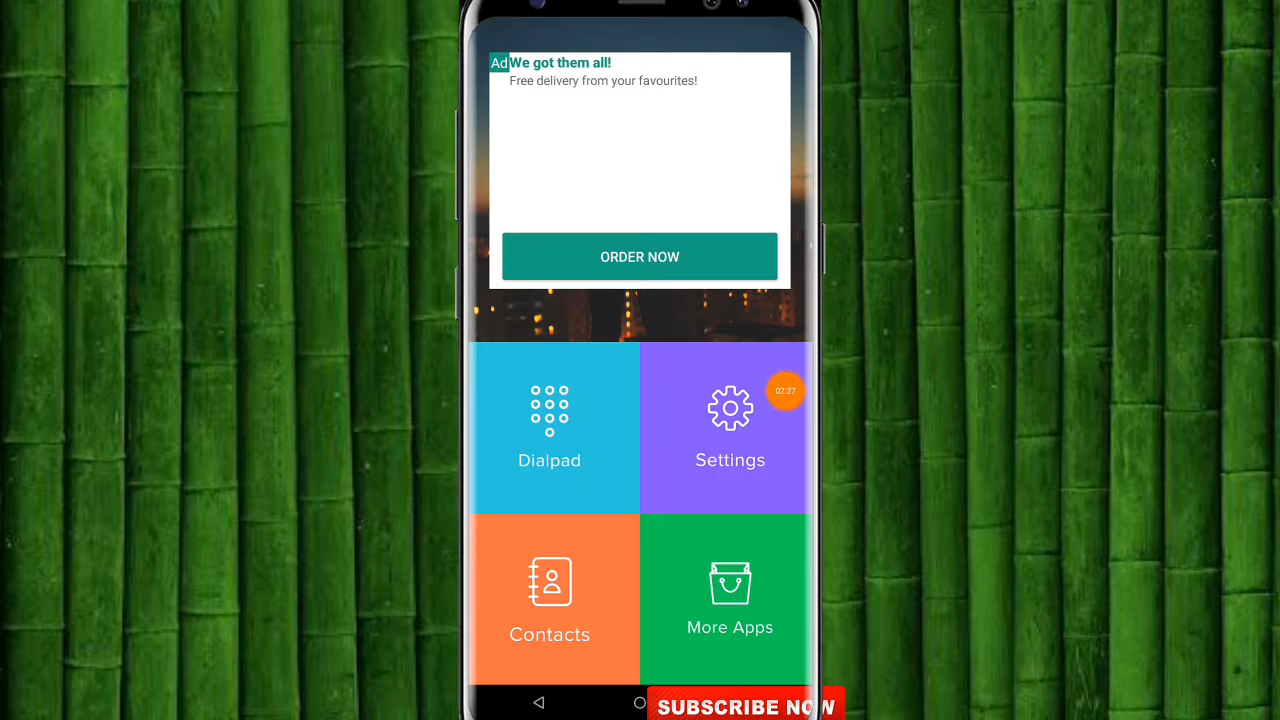 Ad We got them all!
Free delivery from your favourites!
ORDER NOW
02:27
Dialpad
Settings
Contacts
More Apps
SUBSCRIBE NOW